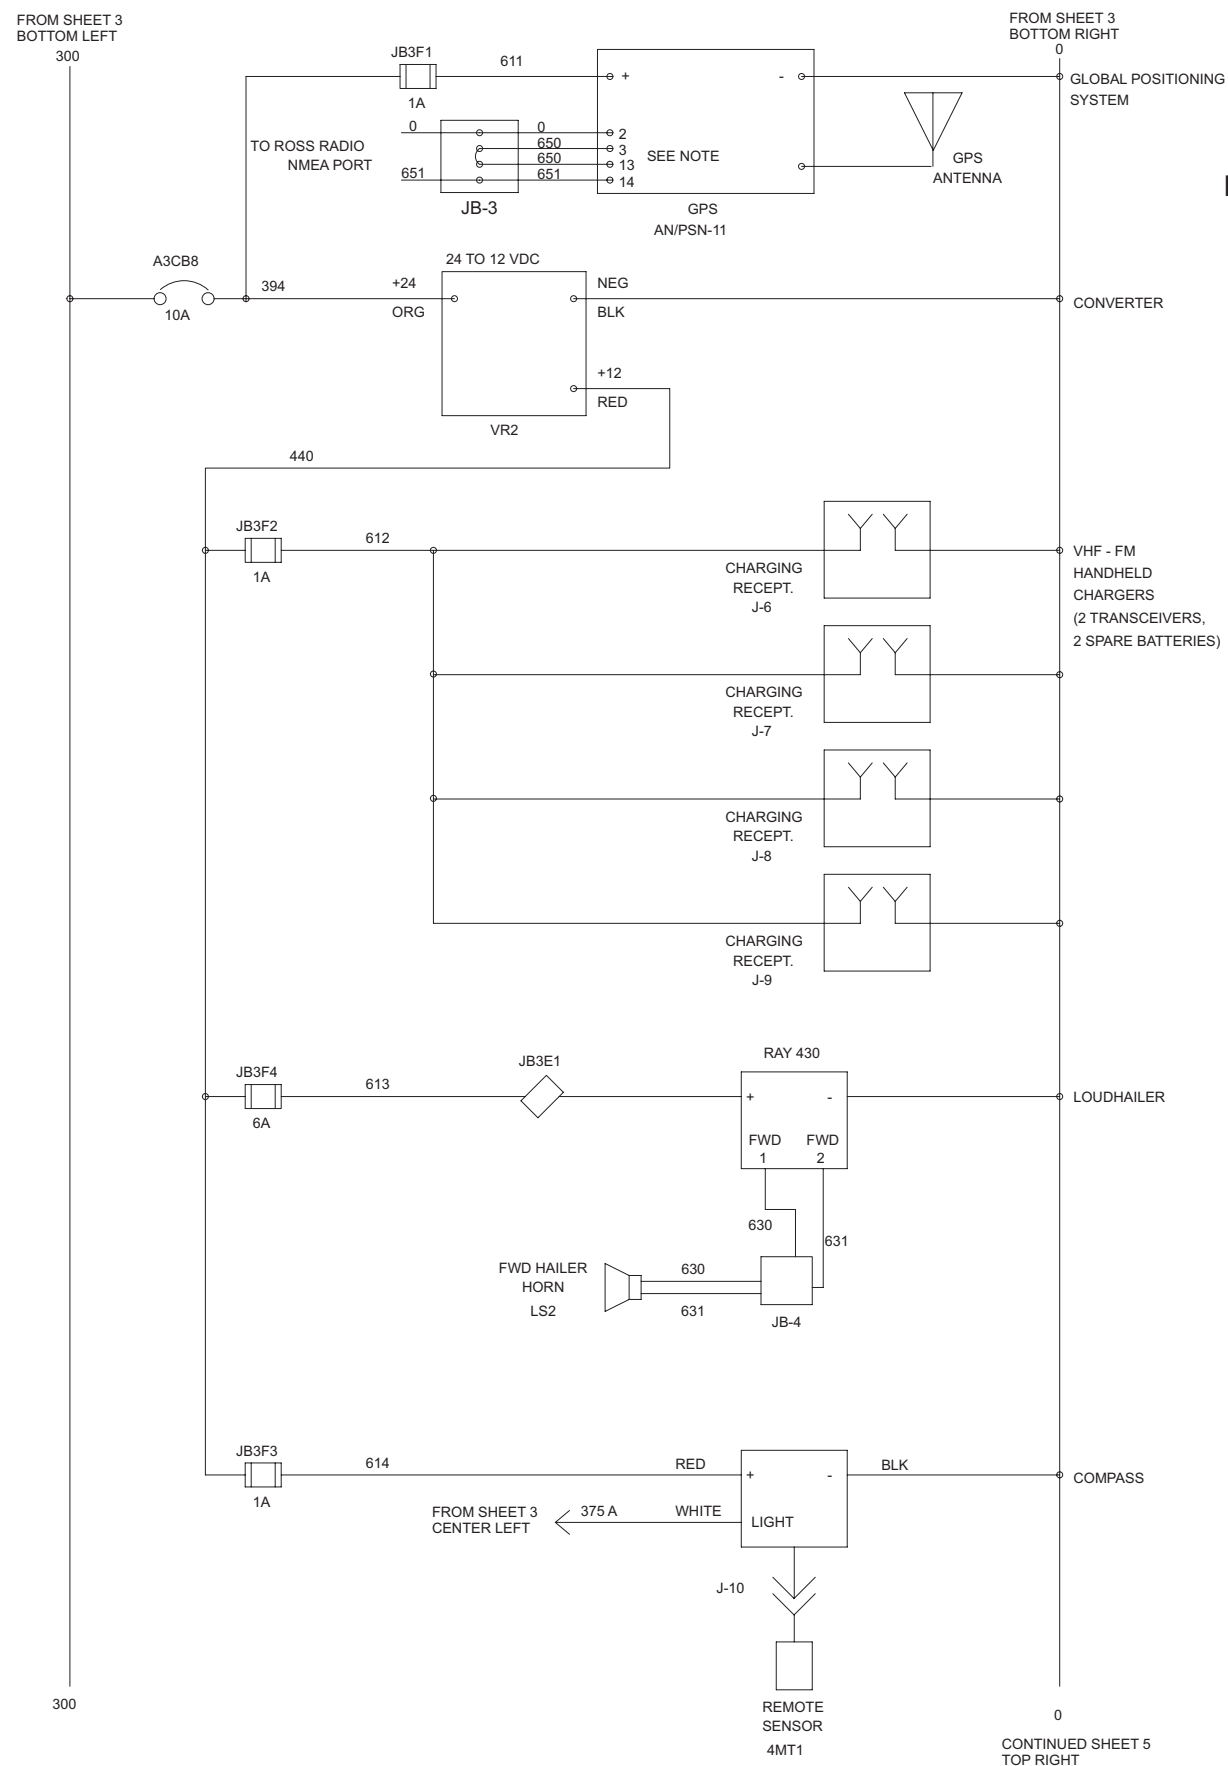 FROM SHEET 3
BOTTOM LEFT
300
FROM SHEET 3
BOTTOM RIGHT
0
JB3F1
1A
611
+
-
GLOBAL POSITIONING
SYSTEM
TO ROSS RADIO
NMEA PORT
0
651
0
650
650
651
2
3
13
14
SEE NOTE
JB-3
GPS
AN/PSN-11
GPS
ANTENNA
A3CB8
10A
394
+24
ORG
24 TO 12 VDC
NEG
BLK
+12
RED
VR2
CONVERTER
440
JB3F2
1A
612
CHARGING
RECEPT.
J-6
VHF - FM
HANDHELD
CHARGERS
(2 TRANSCEIVERS,
2 SPARE BATTERIES)
CHARGING
RECEPT.
J-7
CHARGING
RECEPT.
J-8
CHARGING
RECEPT.
J-9
JB3F4
6A
613
JB3E1
RAY 430
+
-
FWD
1
FWD
2
LOUDHAILER
630
631
FWD HAILER
HORN
LS2
630
631
JB-4
JB3F3
1A
614
RED
+
-
BLK
COMPASS
FROM SHEET 3
CENTER LEFT
375 A
WHITE
LIGHT
J-10
REMOTE
SENSOR
4MT1
300
0
CONTINUED SHEET 5
TOP RIGHT